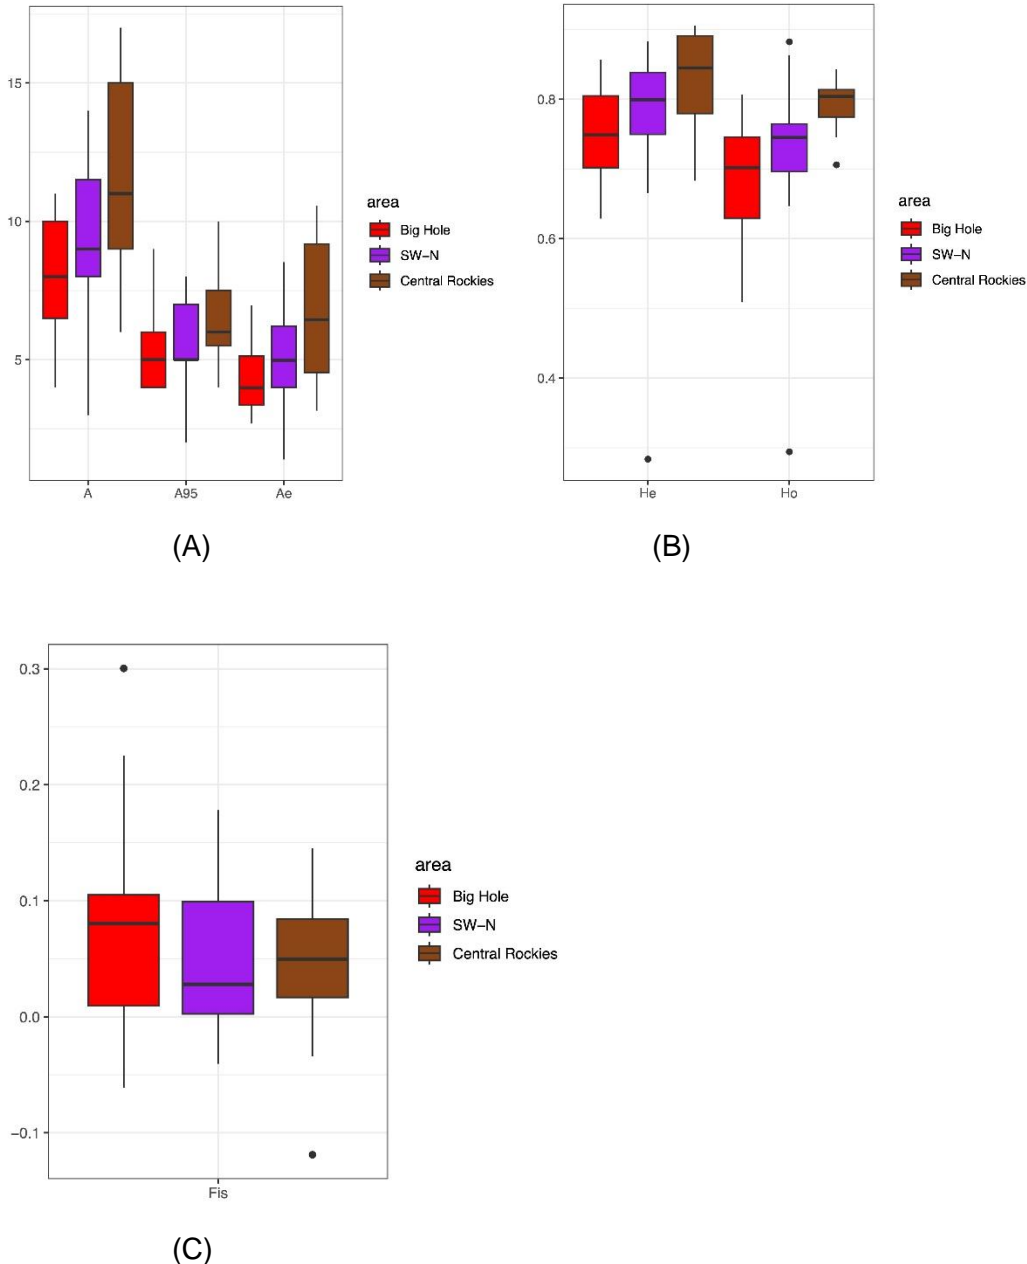 15
10
5
A A95 Ae
area
Big Hole
SW–N
Central Rockies
(A)
0.8
0.6
0.4
He Ho
area
Big Hole
SW–N
Central Rockies
(B)
0.3
0.2
0.1
0.0
−0.1
Fis
area
Big Hole
SW–N
Central Rockies
(C)